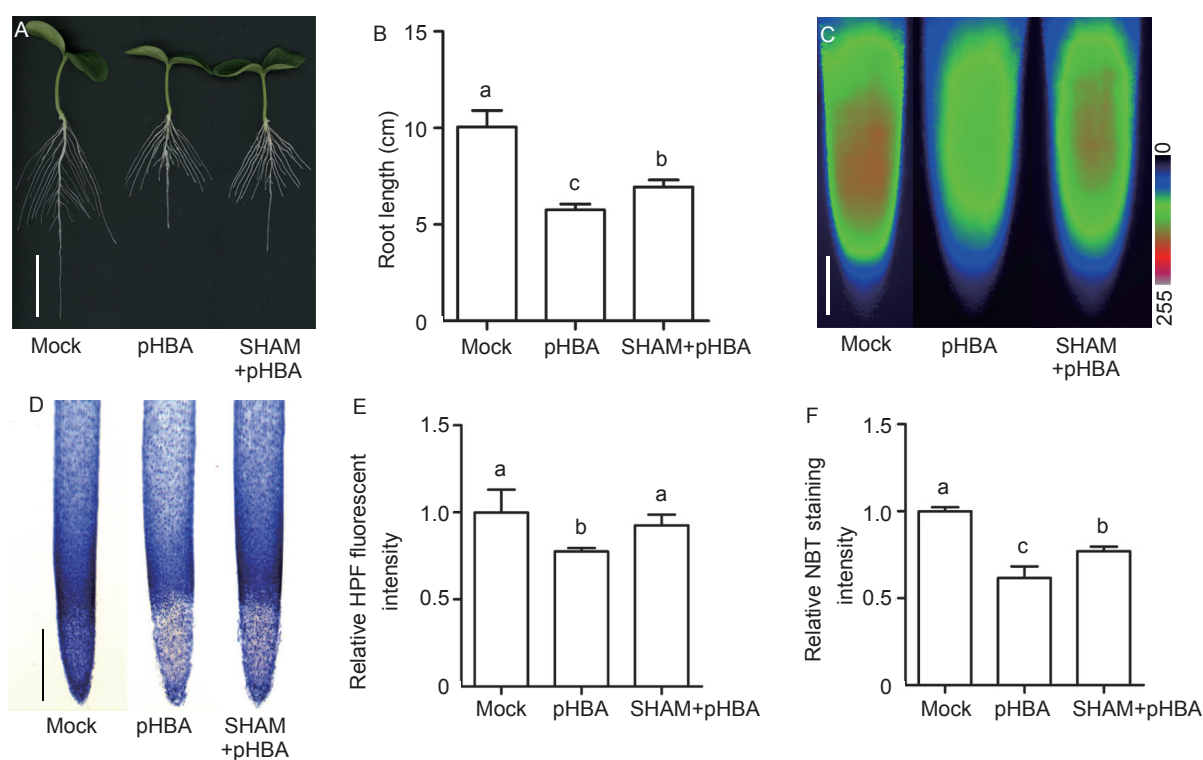 A
Mock
pHBA
SHAM
+pHBA
B
Root length (cm)
15
10
5
0
a
c
b
Mock
pHBA
SHAM+pHBA
C
0
255
Mock
pHBA
SHAM
+pHBA
D
Mock
pHBA
SHAM
+pHBA
E
Relative HPF fluorescent
intensity
1.5
1.0
0.5
0
a
b
a
Mock
pHBA
SHAM+pHBA
F
Relative NBT staining
intensity
1.5
1.0
0.5
0
a
c
b
Mock
pHBA
SHAM+pHBA